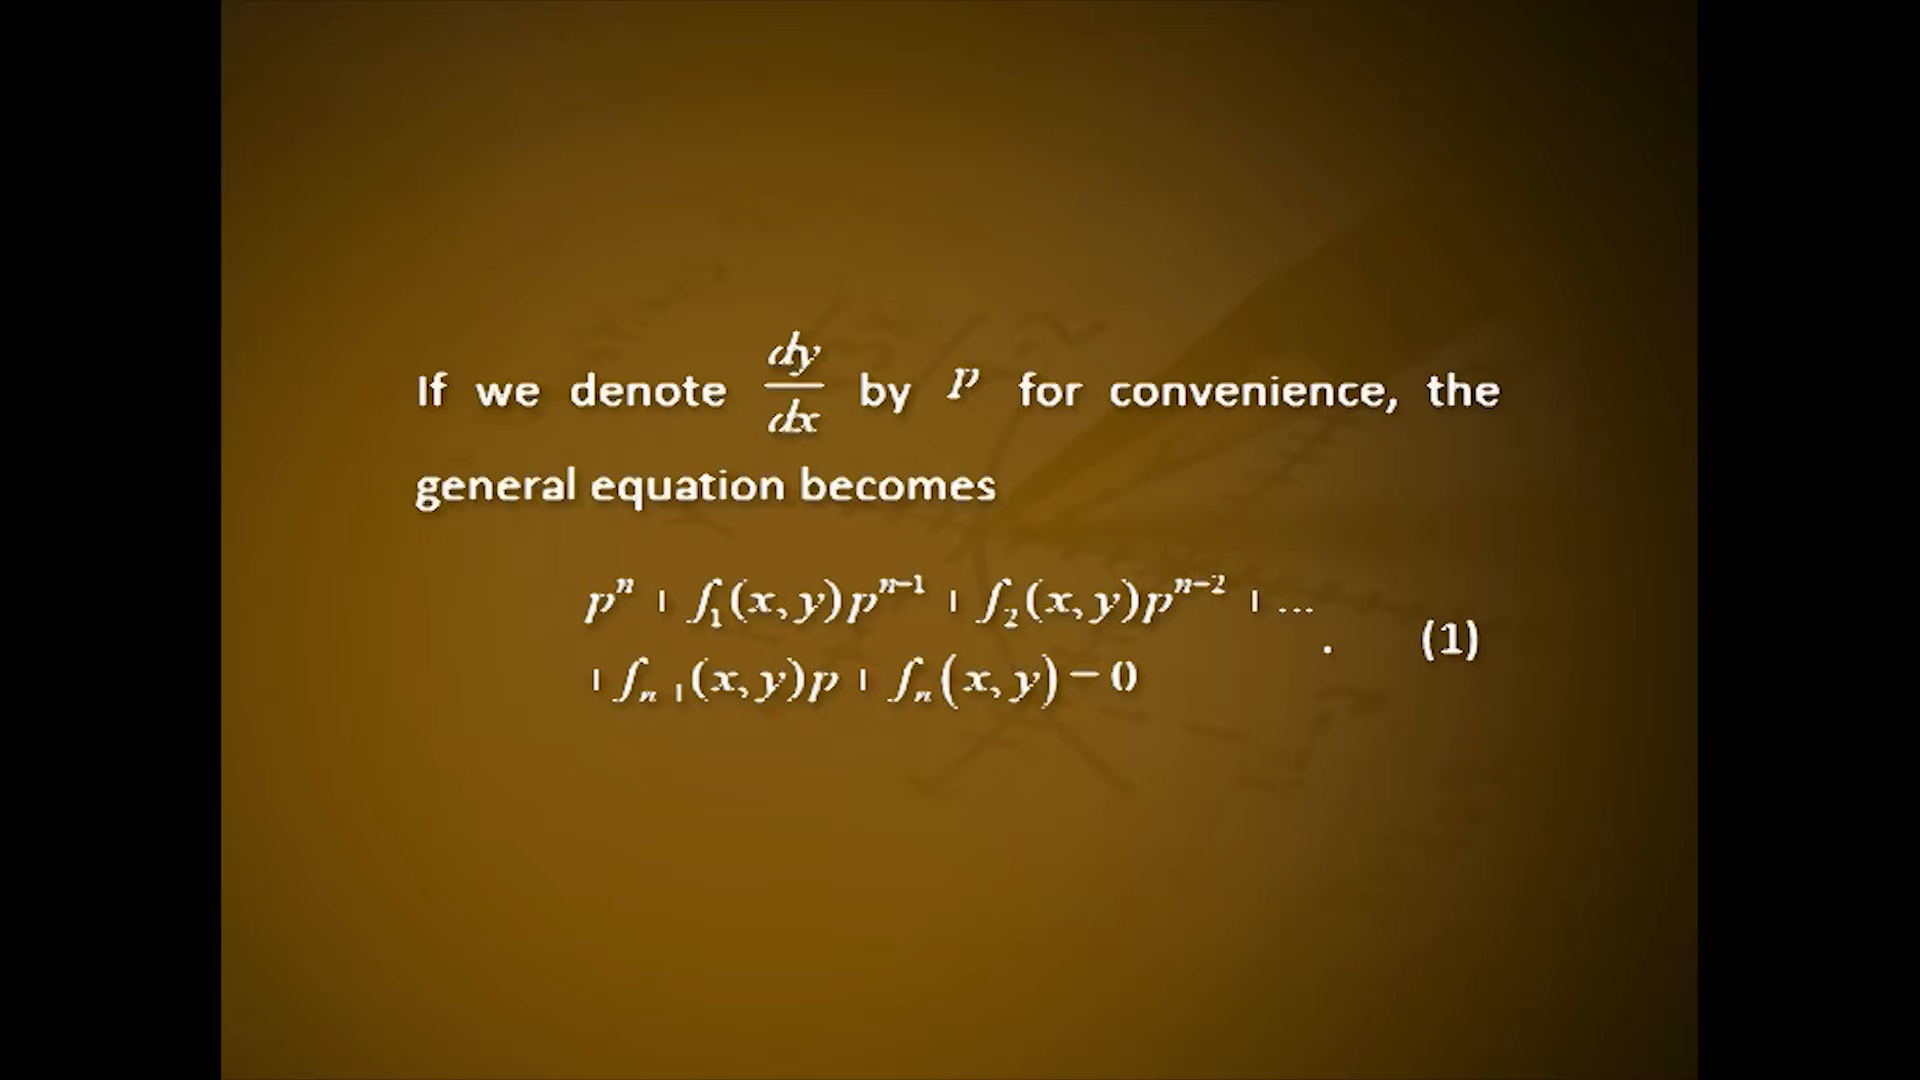 If we denote dy/dx by p for convenience, the
general equation becomes
pⁿ + f₁(x, y)pⁿ⁻¹ + f₂(x, y)pⁿ⁻² + ...
+ fₙ₋₁(x, y)p + fₙ(x, y) = 0 . (1)